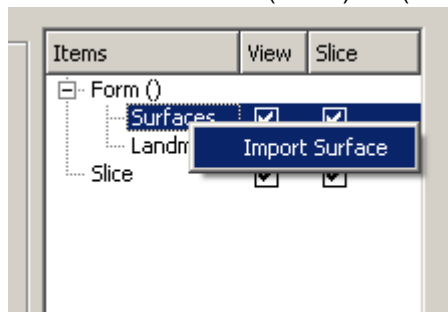 Items View Slice
Form ()
Surfaces
Import Surface
Slice